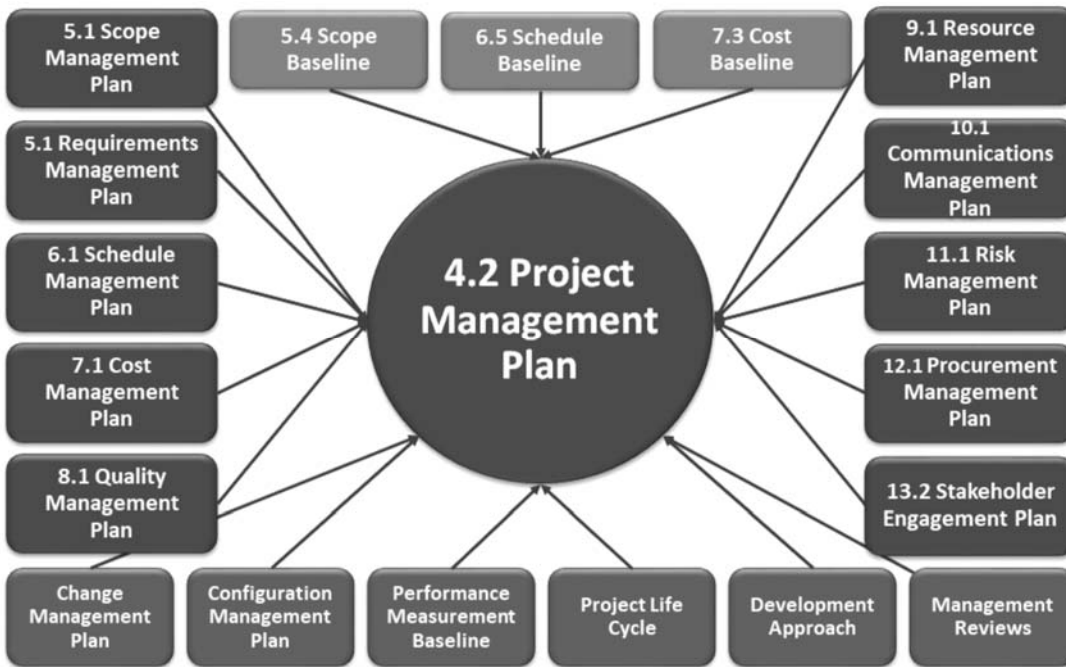 5.1 Scope
Management
Plan
5.4 Scope
Baseline
6.5 Schedule
Baseline
7.3 Cost
Baseline
9.1 Resource
Management
Plan
5.1 Requirements
Management
Plan
10.1
Communications
Management
Plan
6.1 Schedule
Management
Plan
4.2 Project
Management
Plan
11.1 Risk
Management
Plan
7.1 Cost
Management
Plan
12.1 Procurement
Management
Plan
8.1 Quality
Management
Plan
13.2 Stakeholder
Engagement Plan
Change
Management
Plan
Configuration
Management
Plan
Performance
Measurement
Baseline
Project Life
Cycle
Development
Approach
Management
Reviews